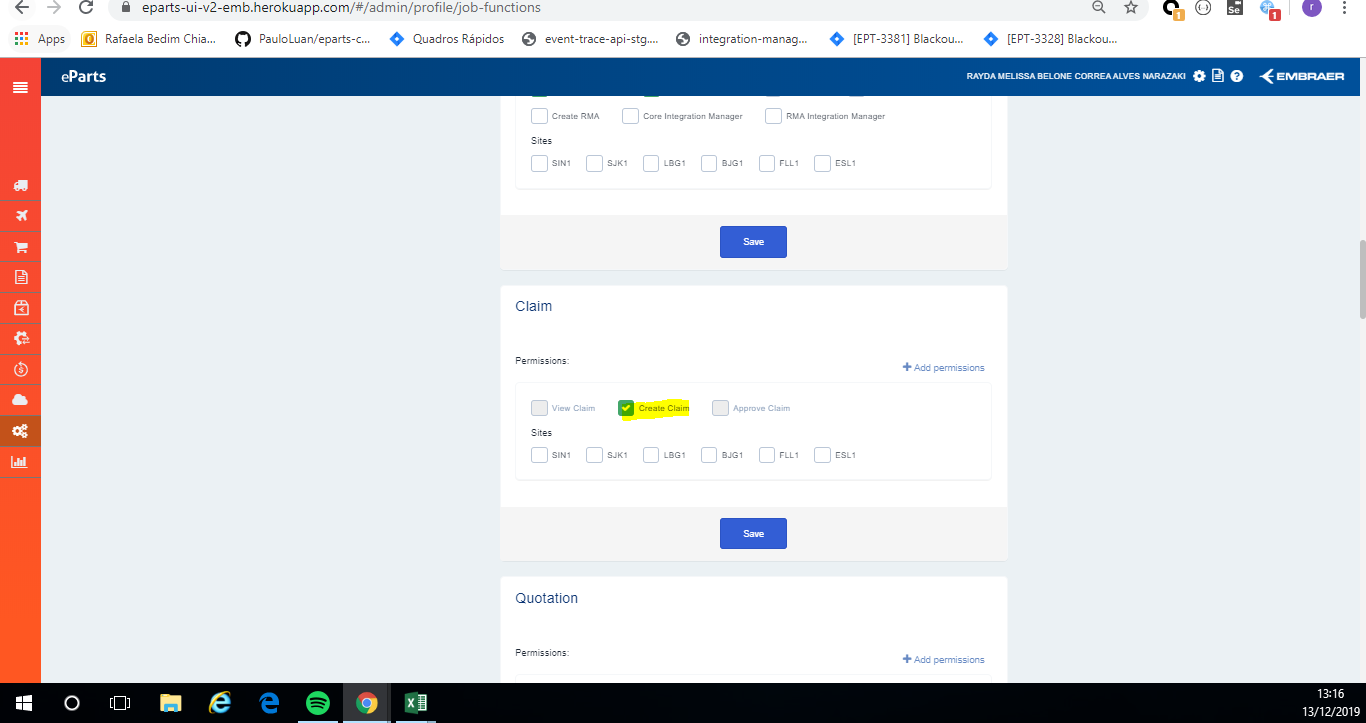 eparts-ui-v2-emb.herokuapp.com/#/admin/profile/job-functions
Se
1
1
r
Apps
Rafaela Bedim Chia...
PauloLuan/eparts-c...
Quadros Rápidos
event-trace-api-stg....
integration-manag...
[EPT-3381] Blackou...
[EPT-3328] Blackou...
eParts
RAYDA MELISSA BELONE CORREA ALVES NARAZAKI
EMBRAER
Create RMA
Core Integration Manager
RMA Integration Manager
Sites
SIN1 SJK1 LBG1 BJG1 FLL1 ESL1
Save
Claim
Permissions:
+ Add permissions
View Claim
Create Claim
Approve Claim
Sites
SIN1 SJK1 LBG1 BJG1 FLL1 ESL1
Save
Quotation
Permissions:
+ Add permissions
13:16
13/12/2019